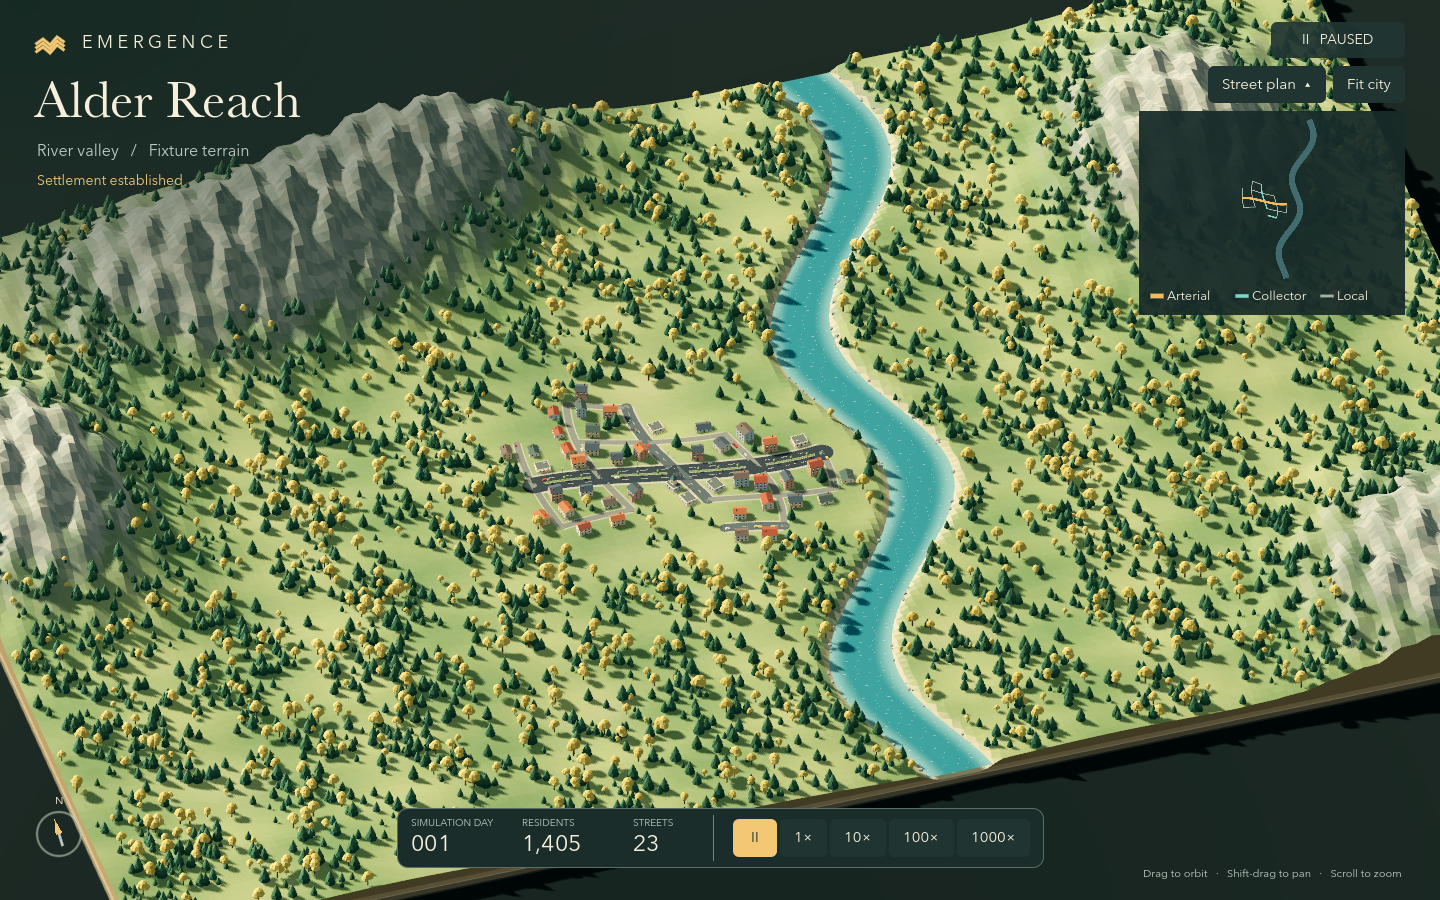 EMERGENCE
Alder Reach
River valley / Fixture terrain
Settlement established
II PAUSED
Street plan ▲
Fit city
Arterial
Collector
Local
N
SIMULATION DAY
001
RESIDENTS
1,405
STREETS
23
II
1×
10×
100×
1000×
Drag to orbit · Shift-drag to pan · Scroll to zoom